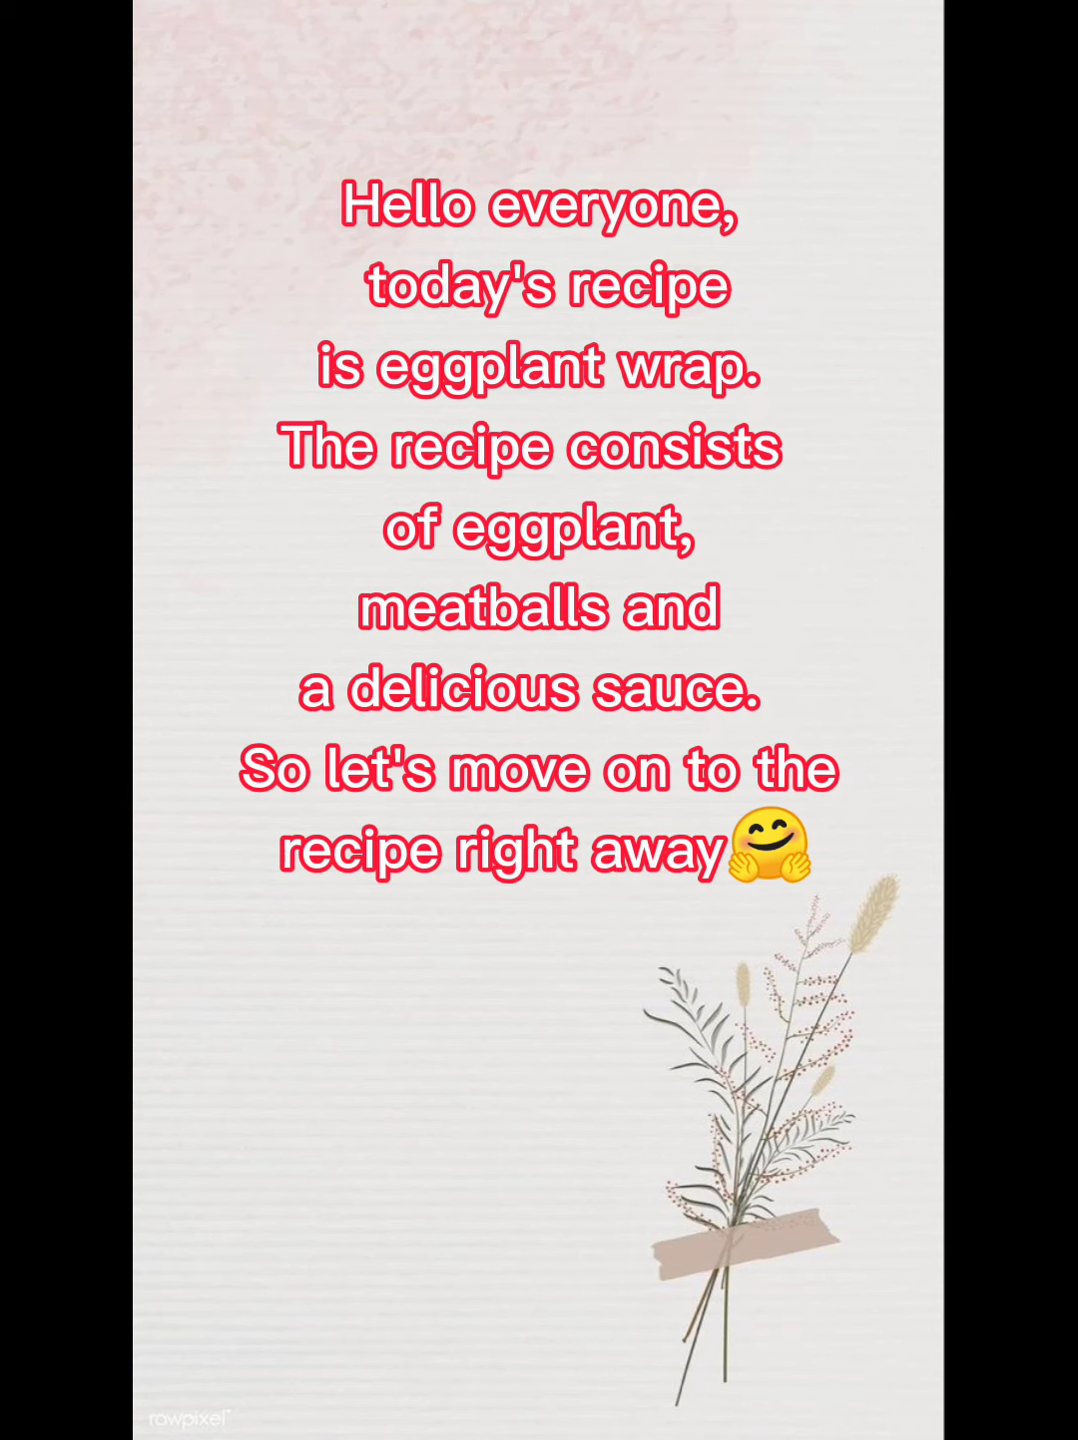 Hello everyone,
today's recipe
is eggplant wrap.
The recipe consists
of eggplant,
meatballs and
a delicious sauce.
So let's move on to the
recipe right away🤗
rawpixel